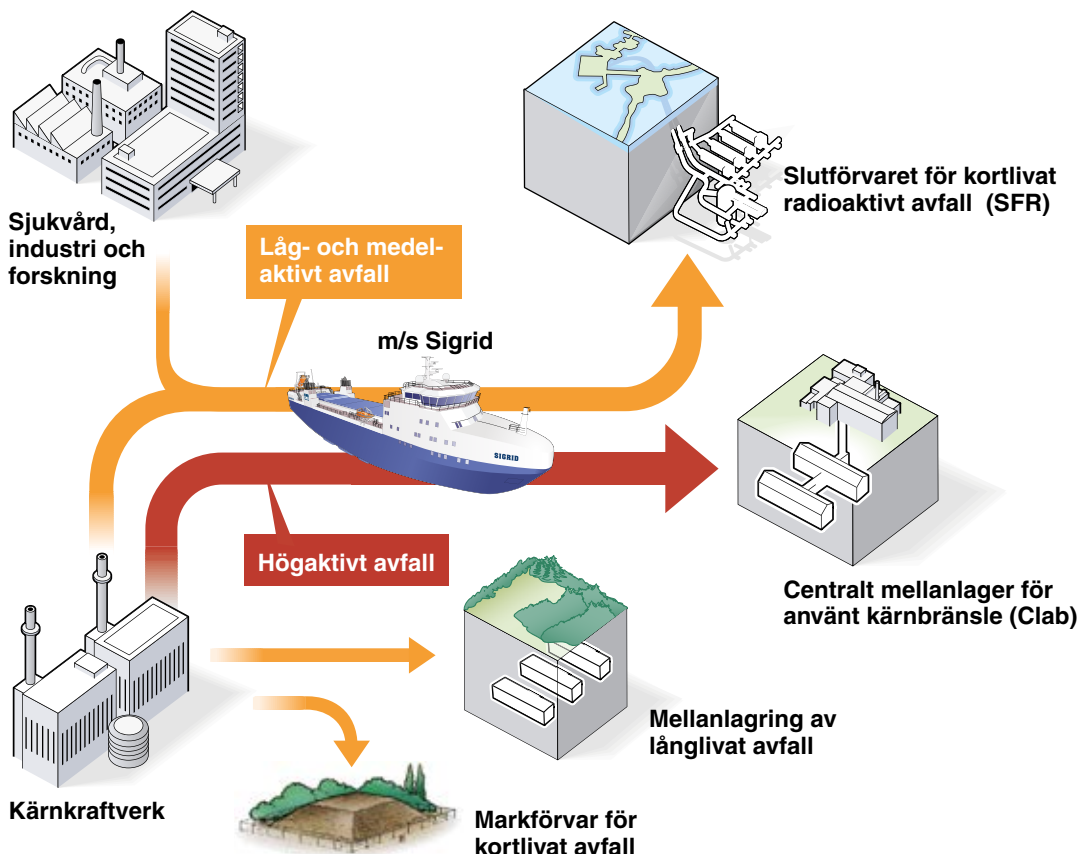 Sjukvård,
industri och
forskning
Låg- och medel-
aktivt avfall
m/s Sigrid
SIGRID
Slutförvaret för kortlivat
radioaktivt avfall (SFR)
Högaktivt avfall
Centralt mellanlager för
använt kärnbränsle (Clab)
Mellanlagring av
långlivat avfall
Kärnkraftverk
Markförvar för
kortlivat avfall